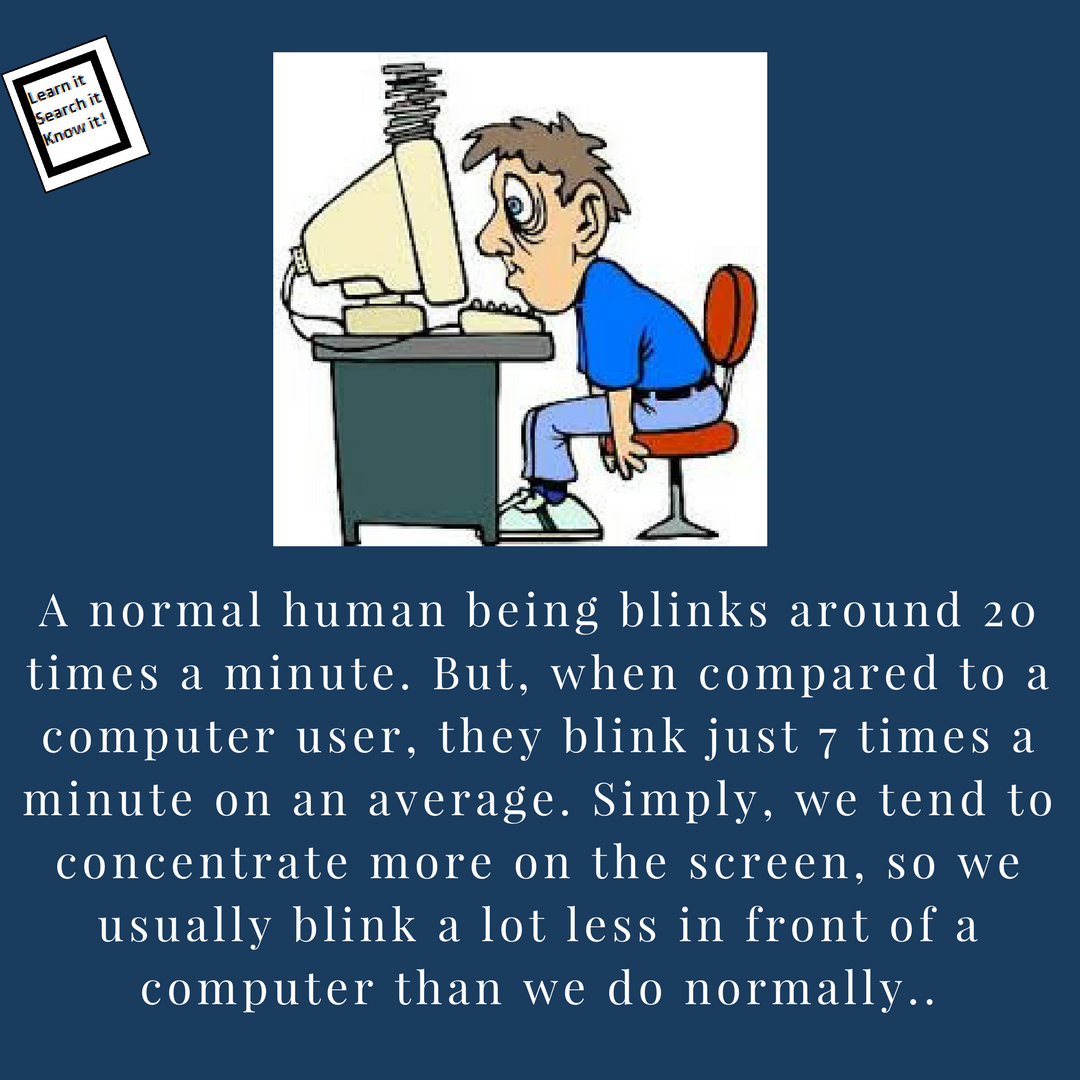 Learn it
Search it
Know it!
A normal human being blinks around 20
times a minute. But, when compared to a
computer user, they blink just 7 times a
minute on an average. Simply, we tend to
concentrate more on the screen, so we
usually blink a lot less in front of a
computer than we do normally..